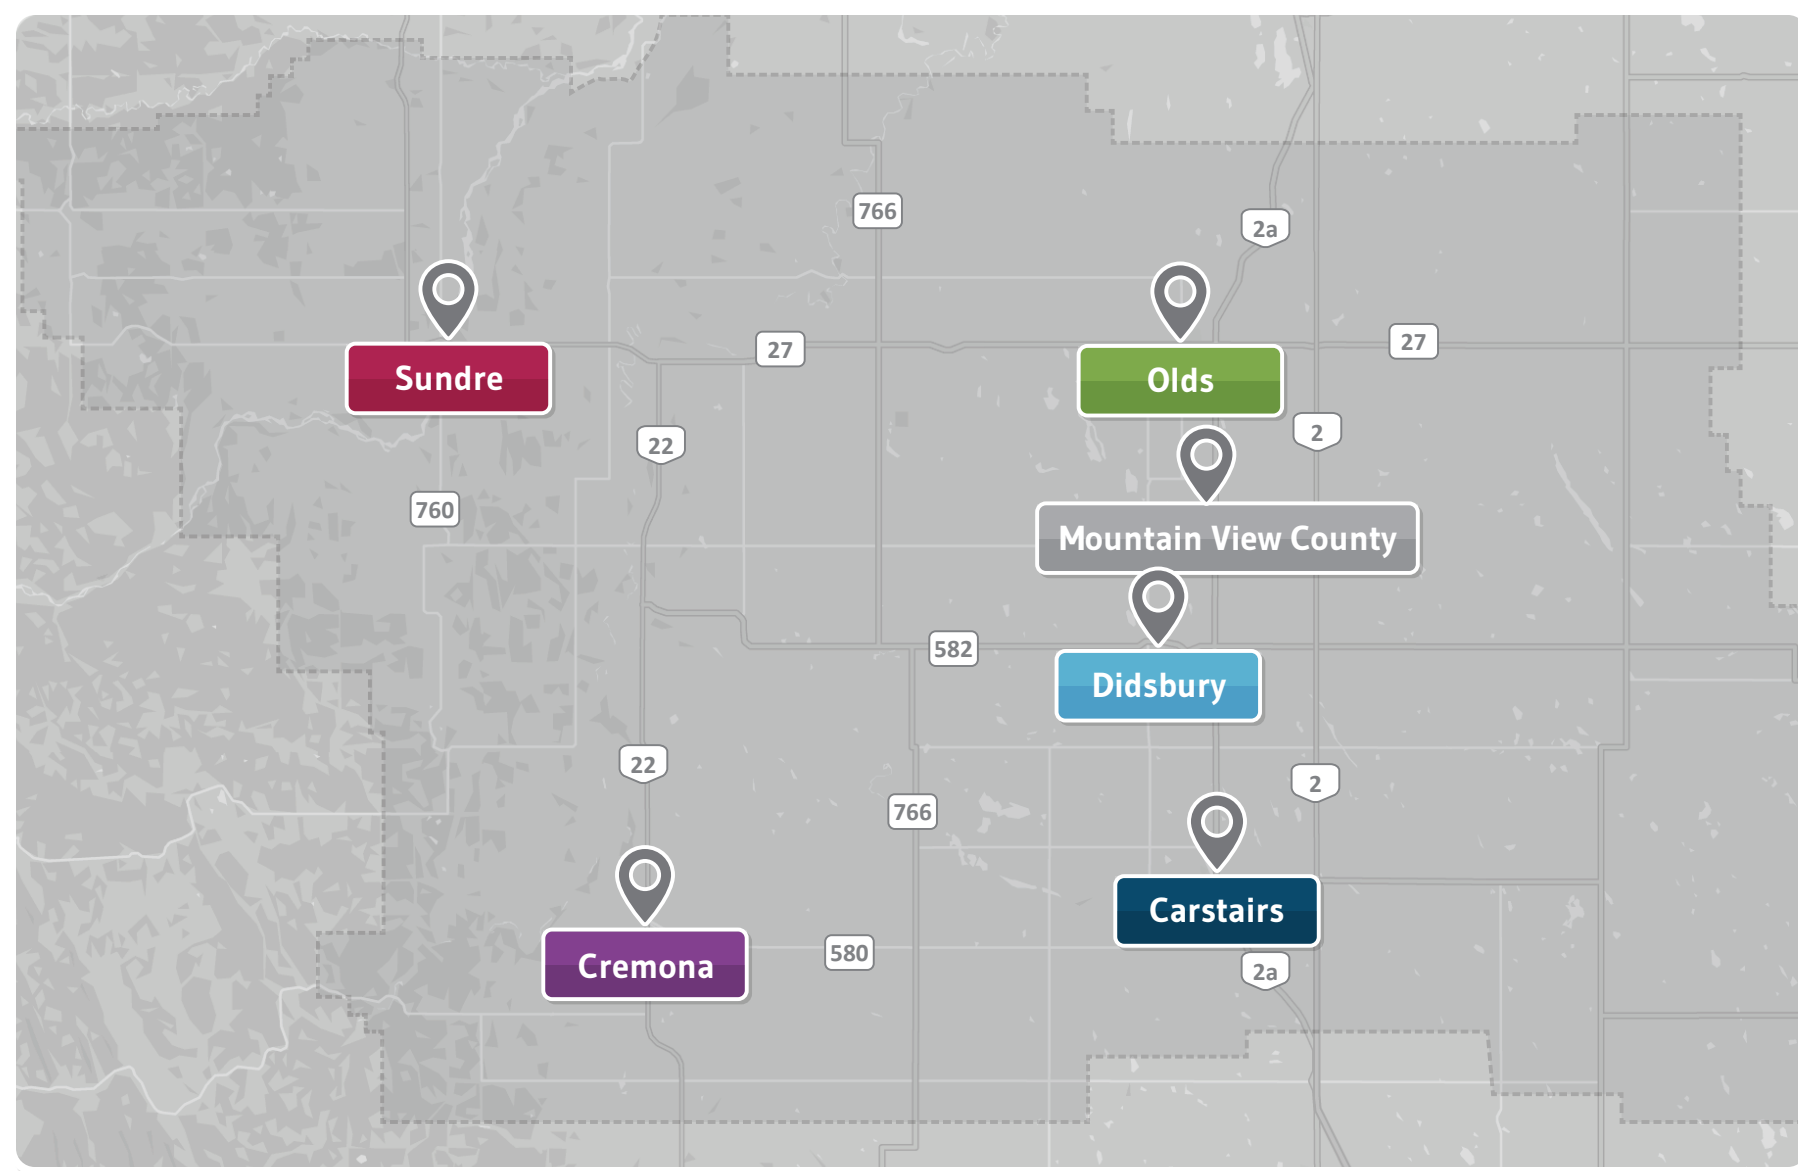 766
2a
27
27
Sundre
Olds
2
22
760
Mountain View County
582
Didsbury
22
2
766
Carstairs
580
Cremona
2a